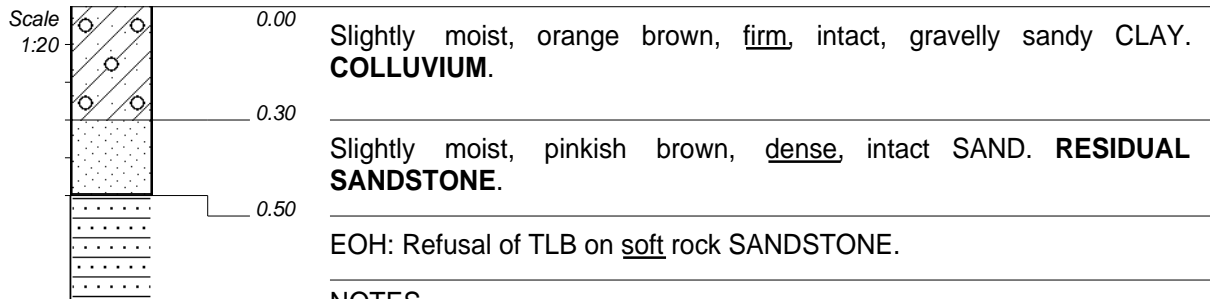 Scale
1:20
0.00
Slightly moist, orange brown, firm, intact, gravelly sandy CLAY.
COLLUVIUM.
0.30
Slightly moist, pinkish brown, dense, intact SAND. RESIDUAL
SANDSTONE.
0.50
EOH: Refusal of TLB on soft rock SANDSTONE.
NOTES